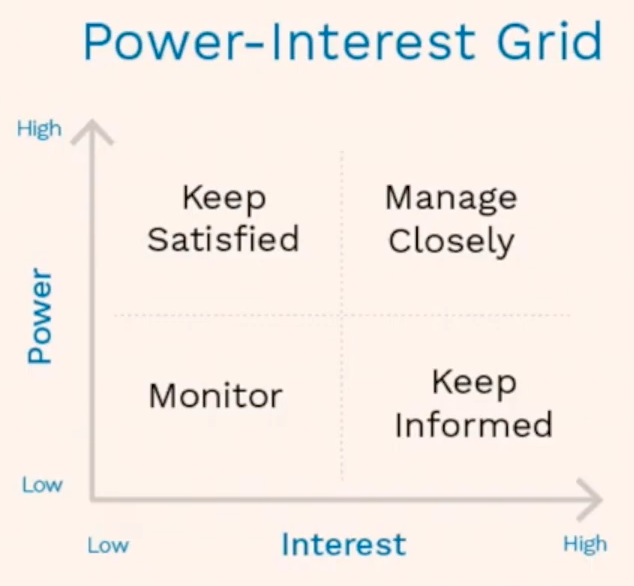 Power-Interest Grid
High
Keep
Satisfied
Manage
Closely
Power
Monitor
Keep
Informed
Low
Low
Interest
High